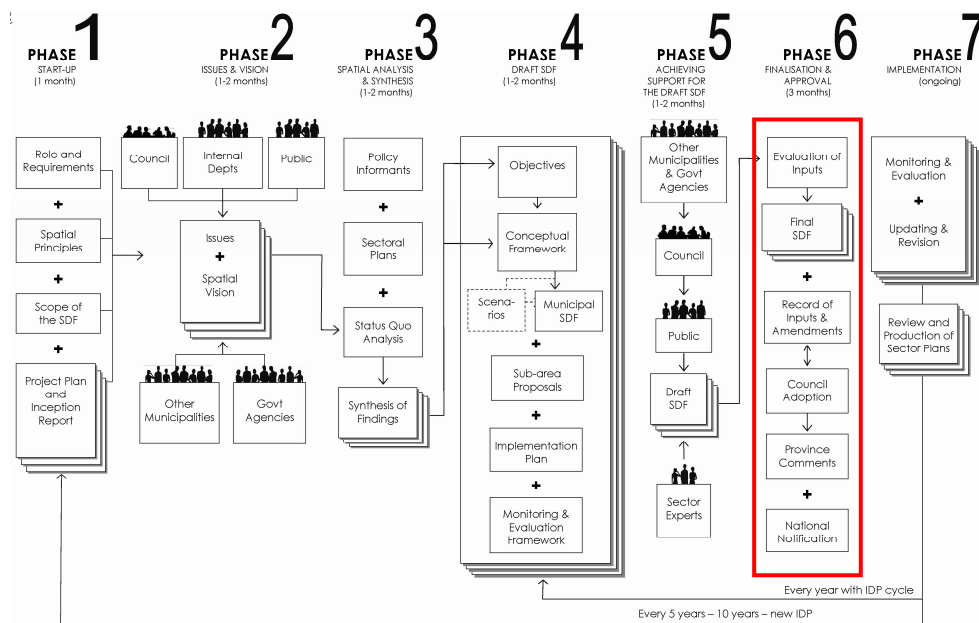 PHASE 1
START-UP
(1 month)
Role and
Requirements
+
Spatial
Principles
+
Scope of
the SDF
+
Project Plan
and
Inception
Report
PHASE 2
ISSUES & VISION
(1-2 months)
Council
Internal
Depts
Public
Issues
+
Spatial
Vision
Other
Municipalities
Govt
Agencies
PHASE 3
SPATIAL ANALYSIS
& SYNTHESIS
(1-2 months)
Policy
Informants
+
Sectoral
Plans
+
Status Quo
Analysis
Synthesis of
Findings
PHASE 4
DRAFT SDF
(1-2 months)
Objectives
Conceptual
Framework
Scena-
rios
Municipal
SDF
+
Sub-area
Proposals
+
Implementation
Plan
+
Monitoring &
Evaluation
Framework
PHASE 5
ACHIEVING
SUPPORT FOR
THE DRAFT SDF
(1-2 months)
Other
Municipalities
& Govt
Agencies
Council
Public
Draft
SDF
Sector
Experts
PHASE 6
FINALISATION &
APPROVAL
(3 months)
Evaluation of
Inputs
Final
SDF
+
Record of
Inputs &
Amendments
Council
Adoption
Province
Comments
+
National
Notification
PHASE 7
IMPLEMENTATION
(ongoing)
Monitoring &
Evaluation
+
Updating &
Revision
Review and
Production of
Sector Plans
Every year with IDP cycle
Every 5 years – 10 years – new IDP